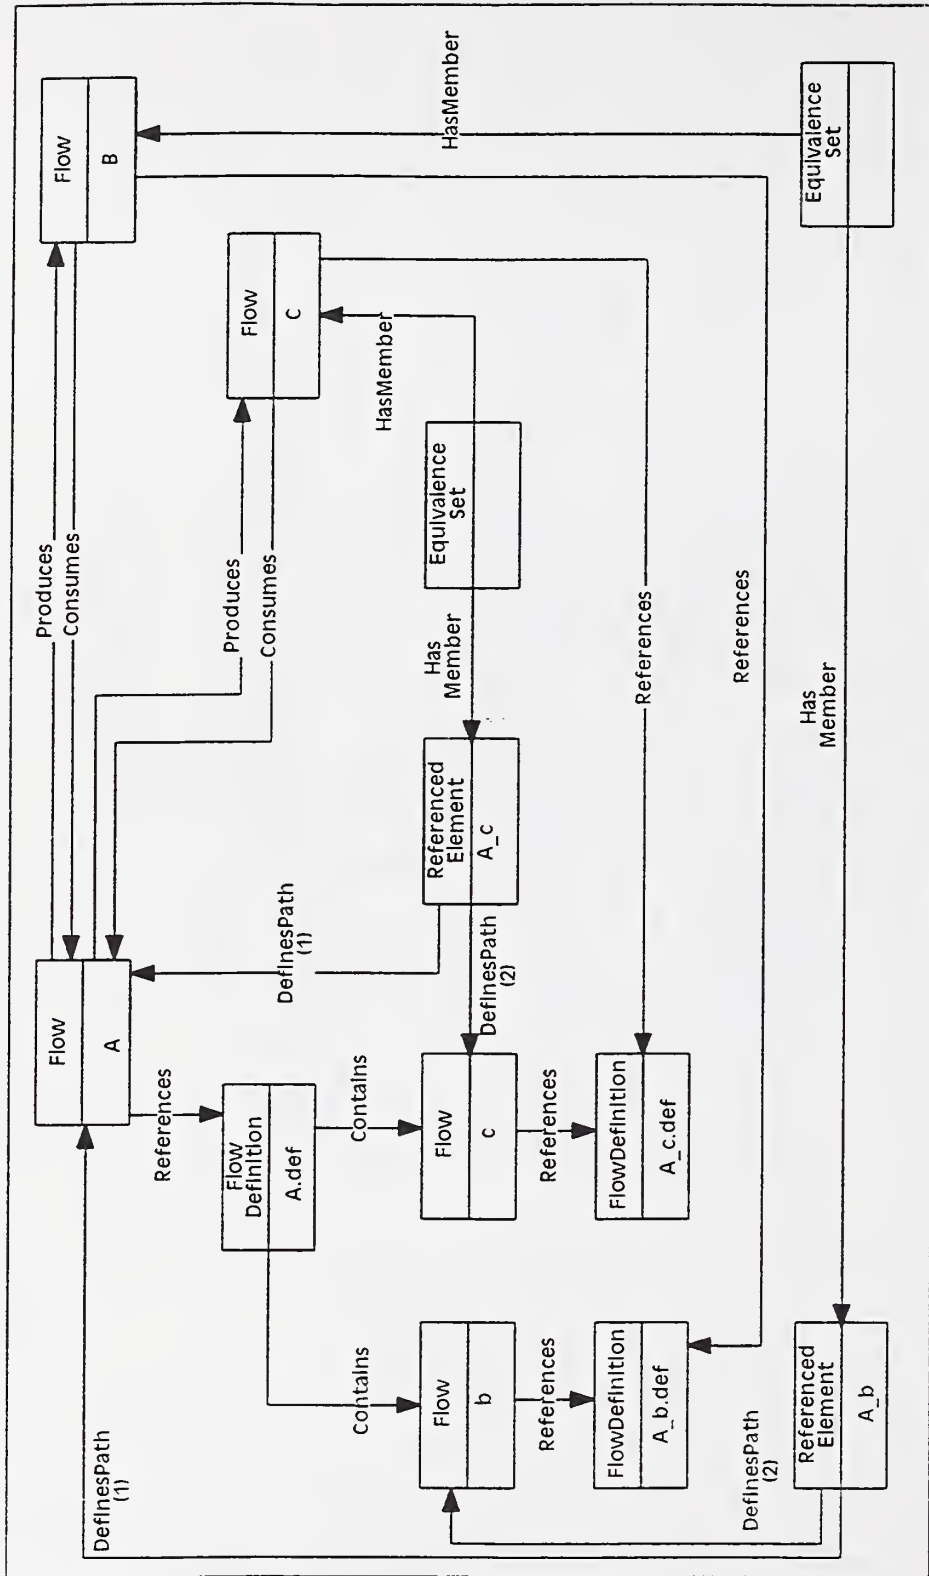 DefinesPath
(1)
Flow
A
Produces
Consumes
Flow
B
References
Flow
Definition
A.def
Contains
Contains
DefinesPath
(1)
Produces
Consumes
Flow
C
HasMember
HasMember
Flow
b
Flow
c
DefinesPath
(2)
Referenced
Element
A_c
Has
Member
Equivalence
Set
References
References
FlowDefinition
A_b.def
FlowDefinition
A_c.def
References
References
DefinesPath
(2)
Referenced
Element
A_b
Has
Member
Equivalence
Set